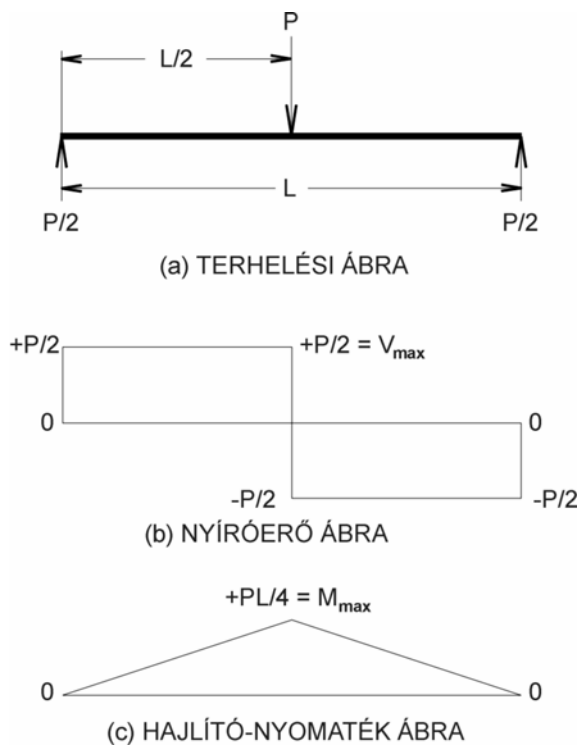 P
L/2
L
P/2 P/2
(a) TERHELÉSI ÁBRA
+P/2 +P/2 = Vmax
0 0
-P/2 -P/2
(b) NYÍRÓERŐ ÁBRA
+PL/4 = Mmax
0 0
(c) HAJLÍTÓ-NYOMATÉK ÁBRA